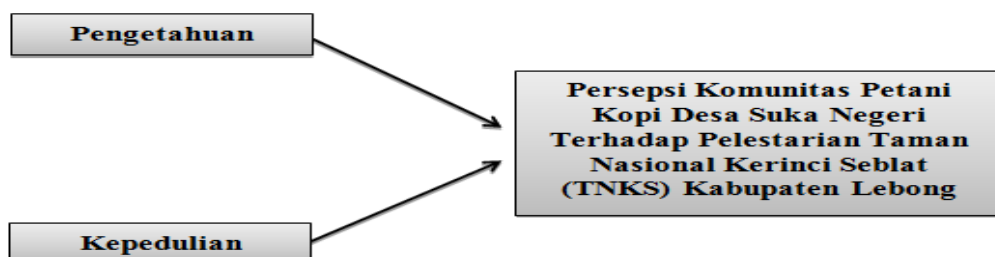 Pengetahuan
Persepsi Komunitas Petani
Kopi Desa Suka Negeri
Terhadap Pelestarian Taman
Nasional Kerinci Seblat
(TNKS) Kabupaten Lebong
Kepedulian